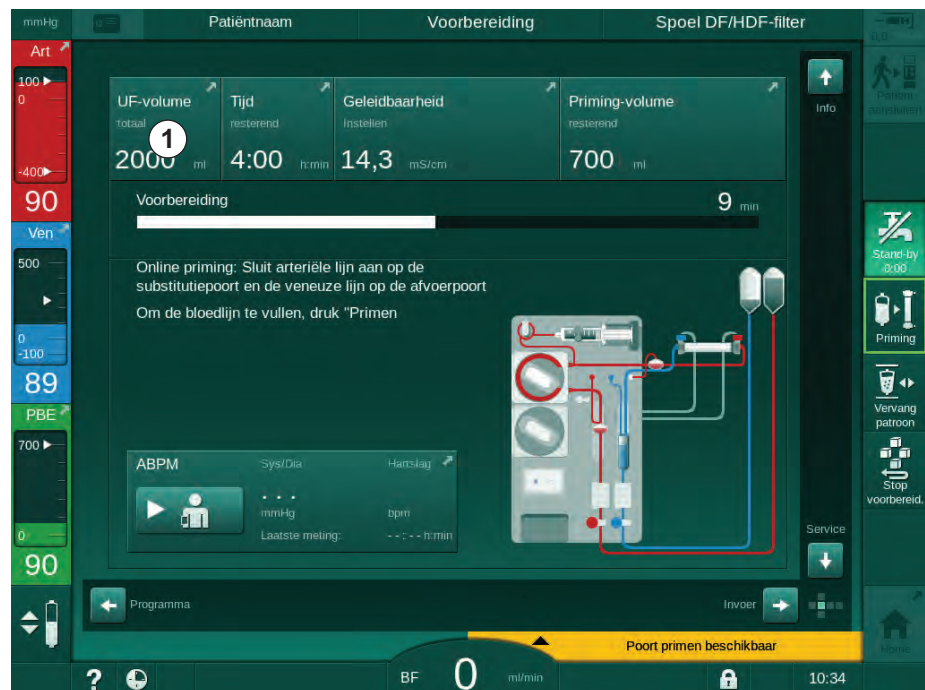 mmHg
Patiëntnaam
Voorbereiding
Spoel DF/HDF-filter
0,0
Art
100
0
-400
90
Ven
500
0
-100
89
PBE
700
0
90
UF-volume
Totaal
2000 ml
1
Tijd
resterend
4:00 h:min
Geleidbaarheid
Instellen
14,3 mS/cm
Priming-volume
resterend
700 ml
Voorbereiding
9 min
Online priming: Sluit arteriële lijn aan op de
substitutiepoort en de veneuze lijn op de afvoerpoort
Om de bloedlijn te vullen, druk "Primen
ABPM
Sys/Dia
Hartslag
. . .
mmHg
bpm
Laatste meting:
--:-- h:min
Info
Service
Programma
Invoer
Poort primen beschikbaar
Stand-by
0:00
Priming
Vervang
patroon
Stop
voorbereid.
Home
?
BF 0 ml/min
10:34